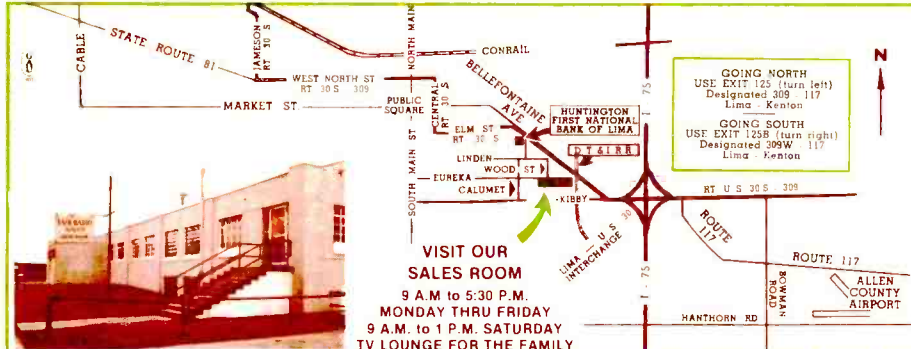 CABLE
STATE ROUTE 81
JAMESON
RT 30 S
NORTH MAIN
CONRAIL
WEST NORTH ST
RT 30 S 309
MARKET ST
PUBLIC
SQUARE
CENTRAL
RT 30 S
BELLEFONTAINE
AVE
ELM ST
RT 30 S
HUNTINGTON
FIRST NATIONAL
BANK OF LIMA
D T & I RR
LINDEN
WOOD ST
EUREKA
CALUMET
KIBBY
SOUTH MAIN ST
I - 75
GOING NORTH
USE EXIT 125 (turn left)
Designated 309 - 117
Lima - Kenton
GOING SOUTH
USE EXIT 125B (turn right)
Designated 309W - 117
Lima - Kenton
N
RT U S 30 S - 309
LIMA U S 30
INTERCHANGE
I - 75
ROUTE
117
ROUTE 117
BOWMAN
ROAD
ALLEN
COUNTY
AIRPORT
HANTHORN RD
VISIT OUR
SALES ROOM
9 A.M to 5:30 P.M.
MONDAY THRU FRIDAY
9 A.M. to 1 P.M. SATURDAY
TV LOUNGE FOR THE FAMILY